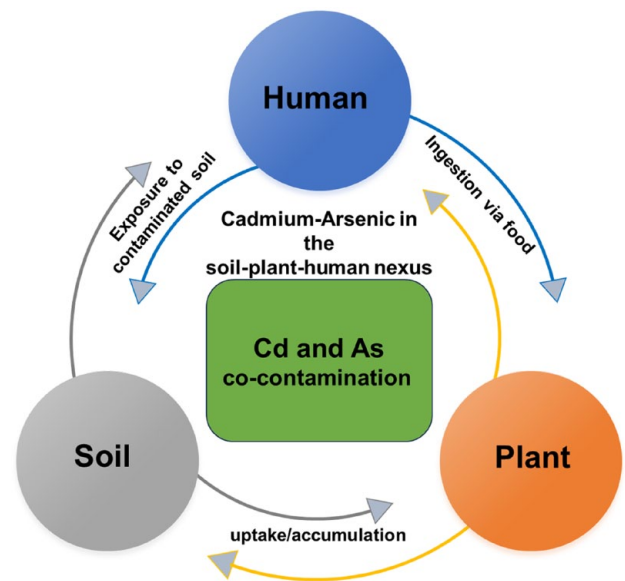 Human
Exposure to
contaminated soil
Ingestion via food
Cadmium-Arsenic in
the
soil-plant-human nexus
Cd and As
co-contamination
Soil
Plant
uptake/accumulation